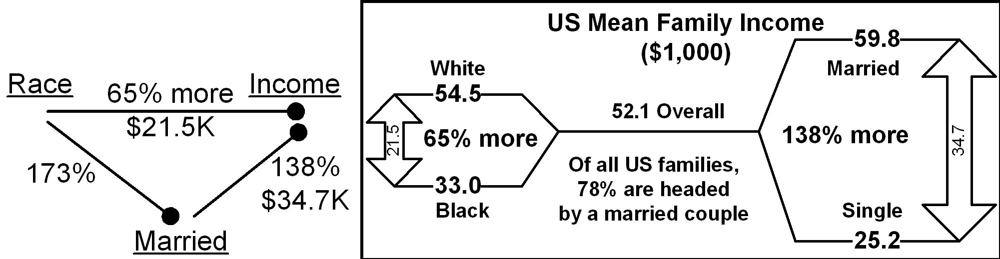 Race
65% more
Income
$21.5K
173%
138%
$34.7K
Married
US Mean Family Income
($1,000)
White
54.5
21.5
65% more
33.0
Black
52.1 Overall
Of all US families,
78% are headed
by a married couple
59.8
Married
138% more
34.7
Single
25.2